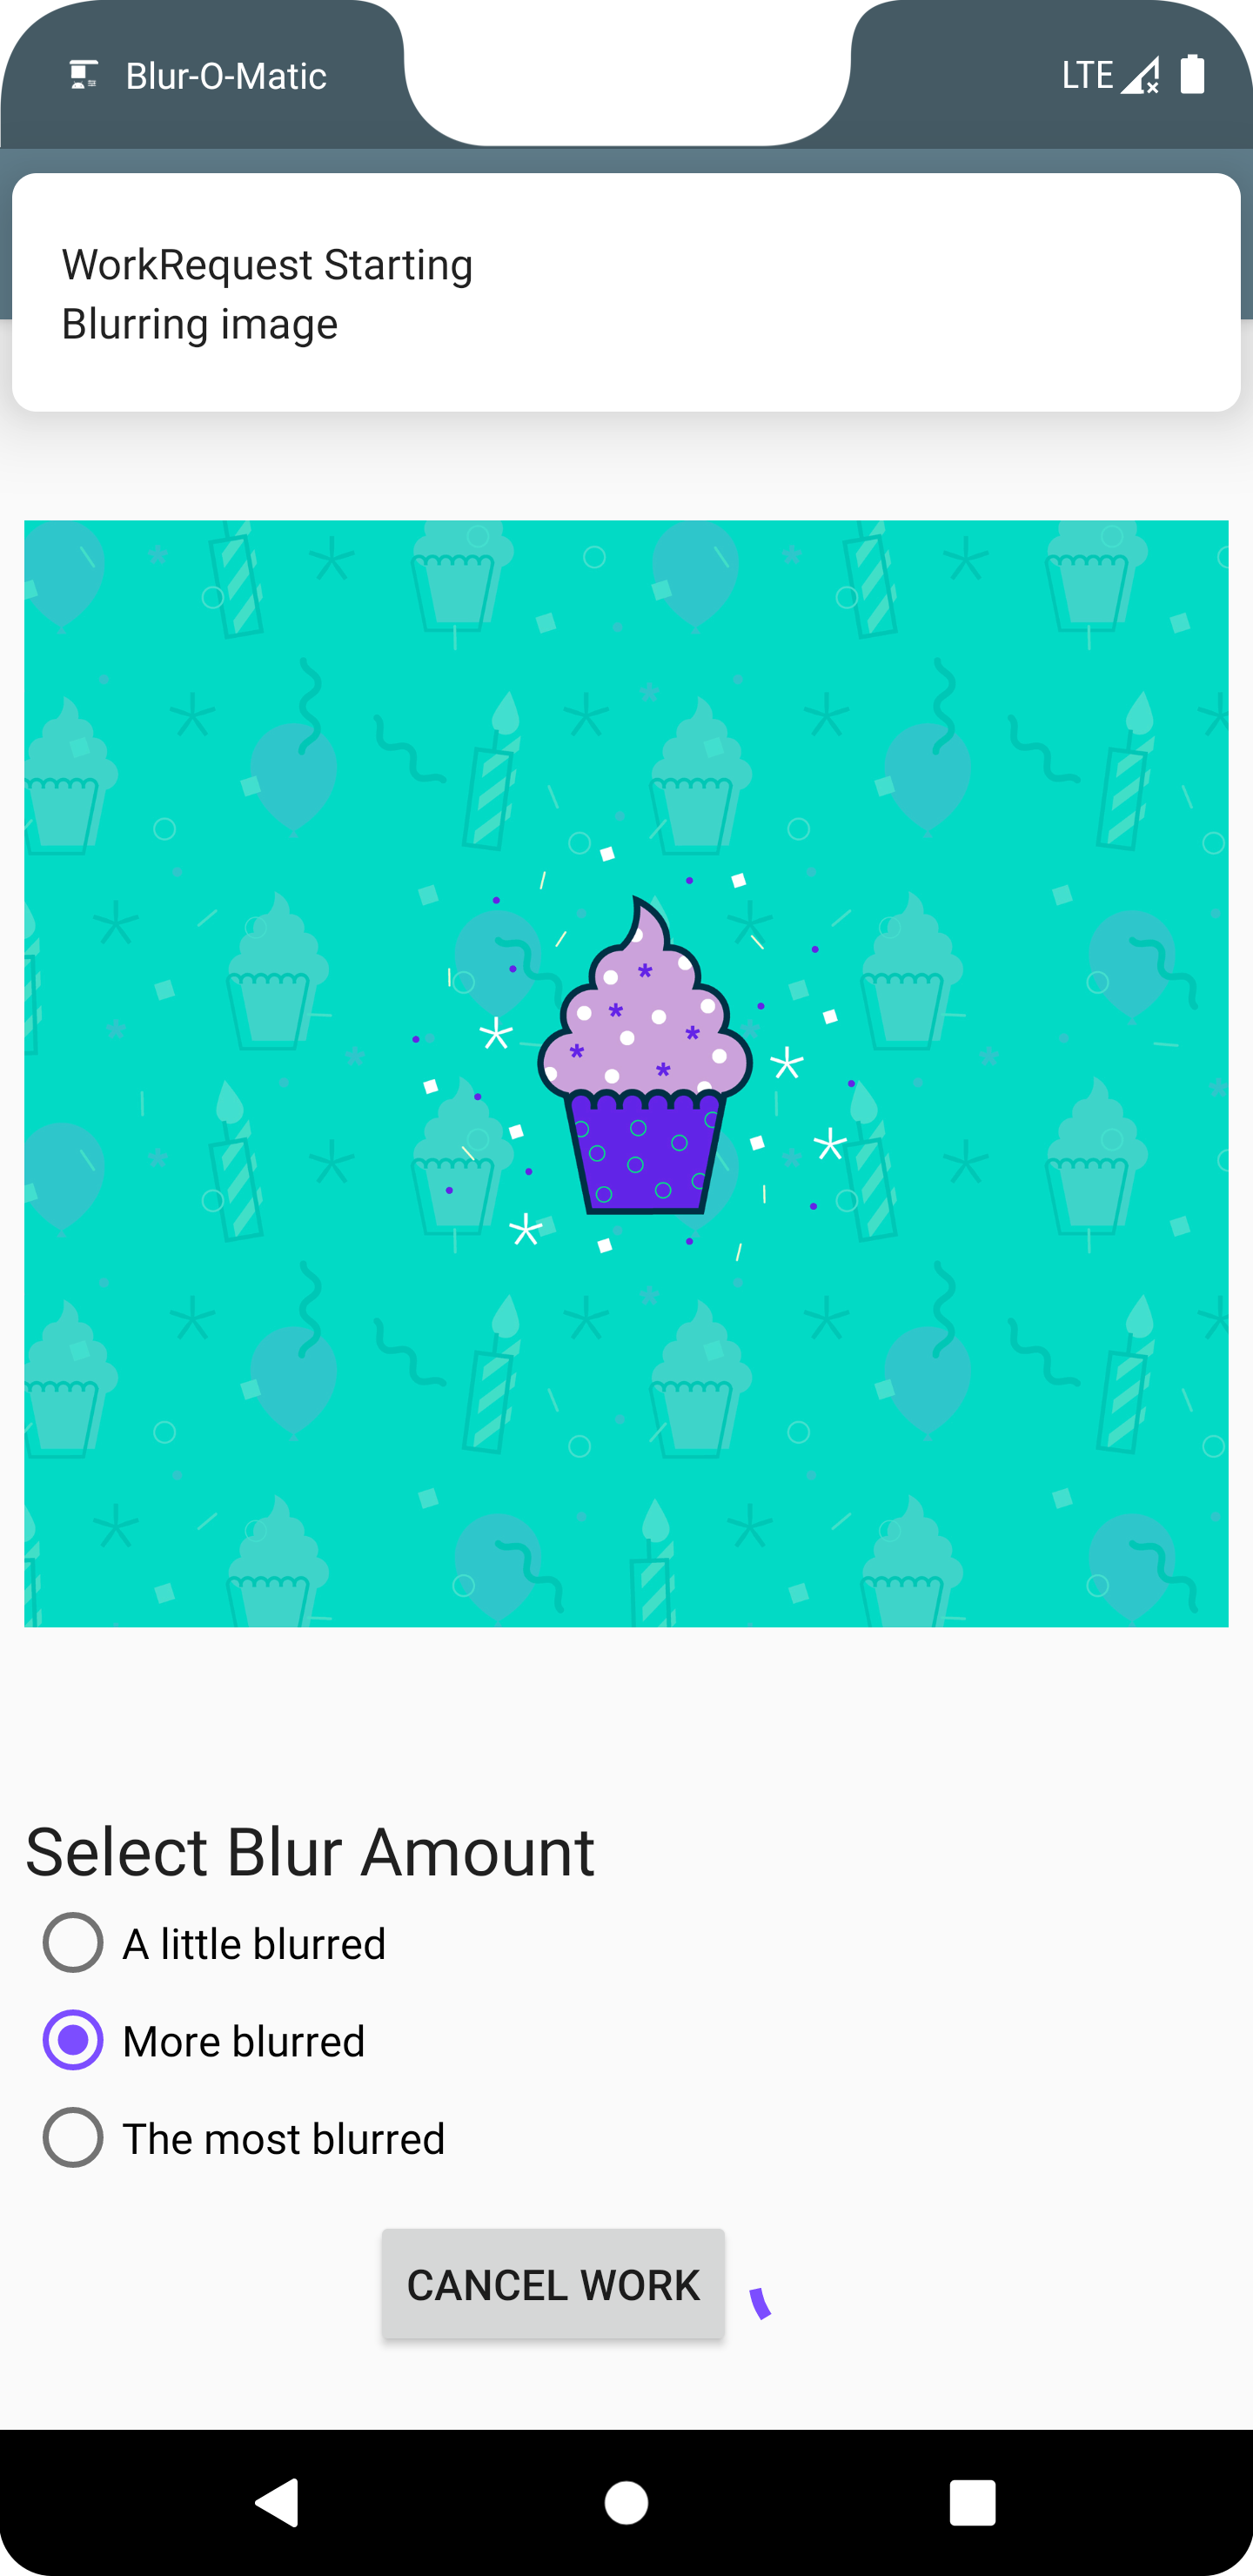 Blur-O-Matic
LTE
WorkRequest Starting
Blurring image
Select Blur Amount
A little blurred
More blurred
The most blurred
CANCEL WORK